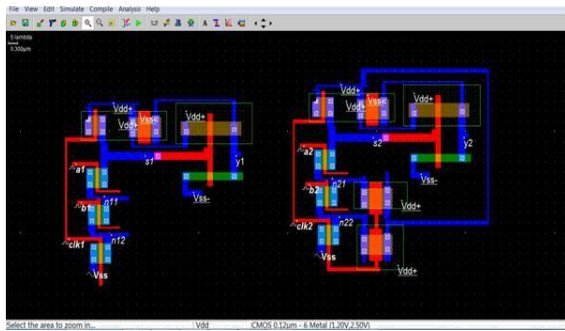 File View Edit Simulate Compile Analysis Help
5 lambda
0.300µm
Vdd+
Vss-
Vdd+
Vdd+
s1
y1
a1
Vss-
n11
b1
n12
clk1
Vss
Vdd+
Vss-
Vdd+
Vdd+
s2
y2
a2
n21
Vss-
b2
Vdd+
n22
clk2
Vss
Vdd+
Select the area to zoom in... Vdd CMOS 0.12µm - 6 Metal (1.20V,2.50V)